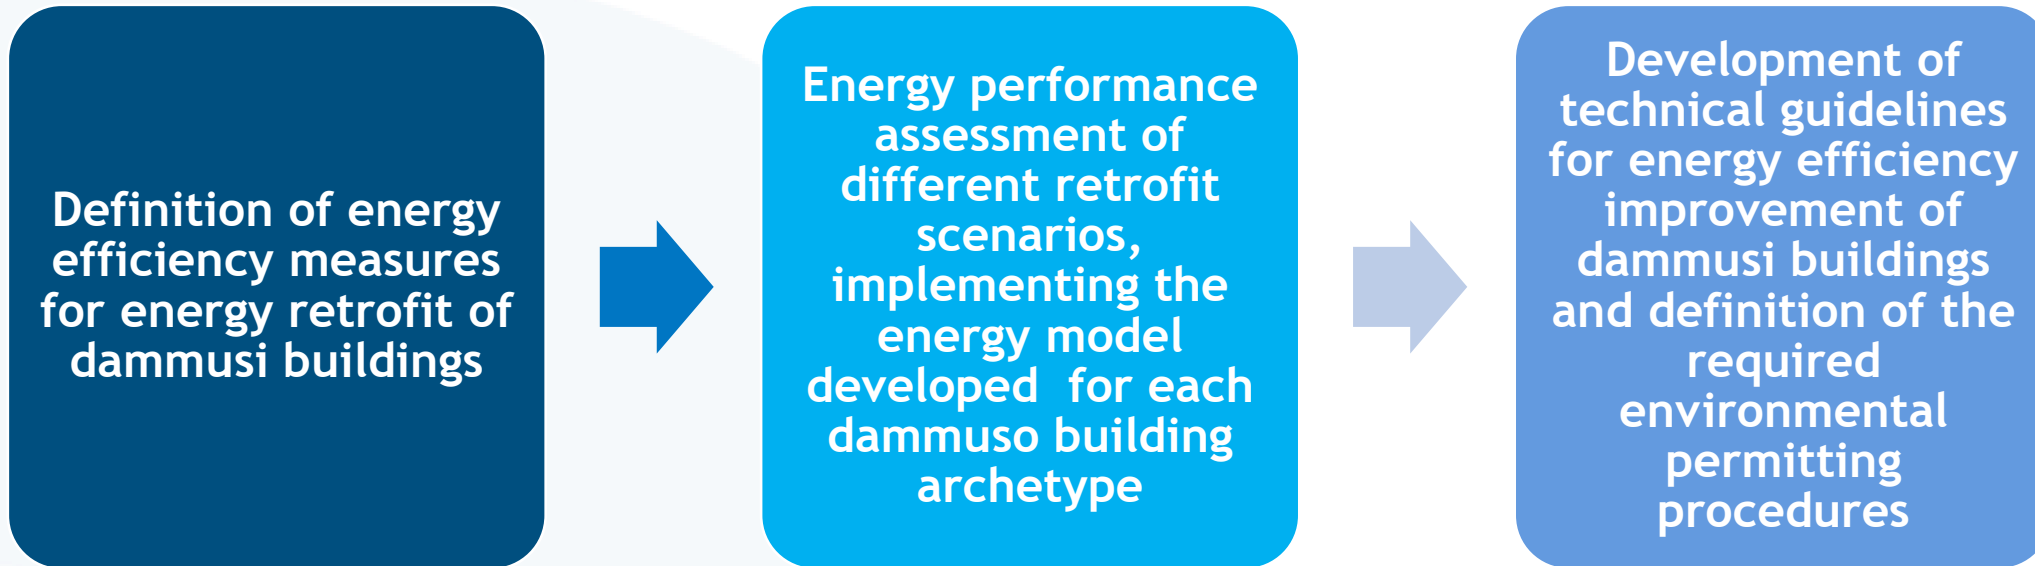 Definition of energy
efficiency measures
for energy retrofit of
dammusi buildings
Energy performance
assessment of
different retrofit
scenarios,
implementing the
energy model
developed  for each
dammuso building
archetype
Development of
technical guidelines
for energy efficiency
improvement of
dammusi buildings
and definition of the
required
environmental
permitting
procedures